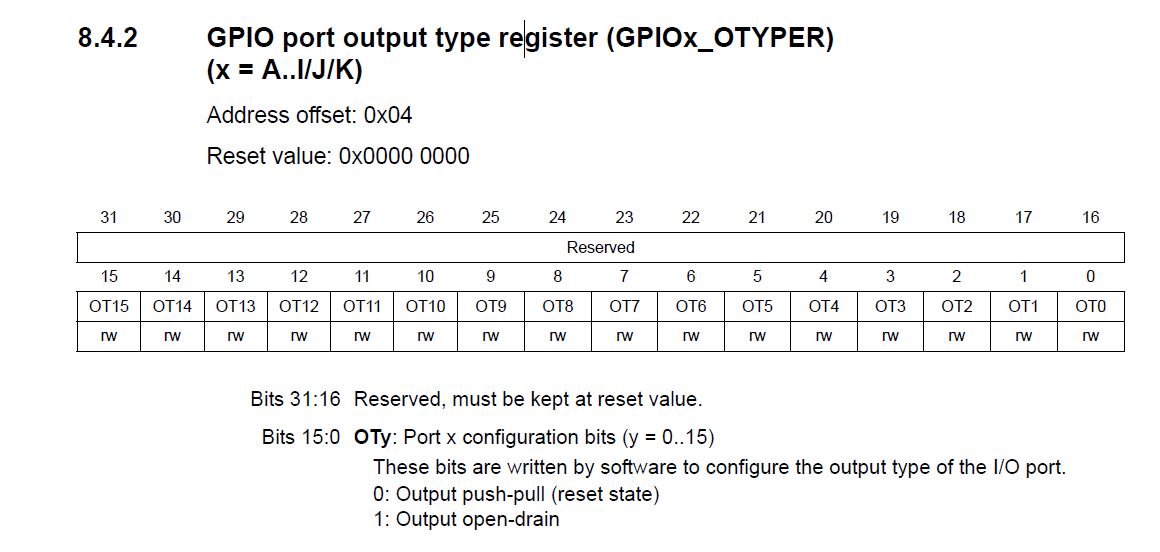 8.4.2 GPIO port output type register (GPIOx_OTYPER)
(x = A..I/J/K)
Address offset: 0x04
Reset value: 0x0000 0000
31 30 29 28 27 26 25 24 23 22 21 20 19 18 17 16
Reserved
15 14 13 12 11 10 9 8 7 6 5 4 3 2 1 0
OT15 OT14 OT13 OT12 OT11 OT10 OT9 OT8 OT7 OT6 OT5 OT4 OT3 OT2 OT1 OT0
rw rw rw rw rw rw rw rw rw rw rw rw rw rw rw rw
Bits 31:16 Reserved, must be kept at reset value.
Bits 15:0 OTy: Port x configuration bits (y = 0..15)
These bits are written by software to configure the output type of the I/O port.
0: Output push-pull (reset state)
1: Output open-drain